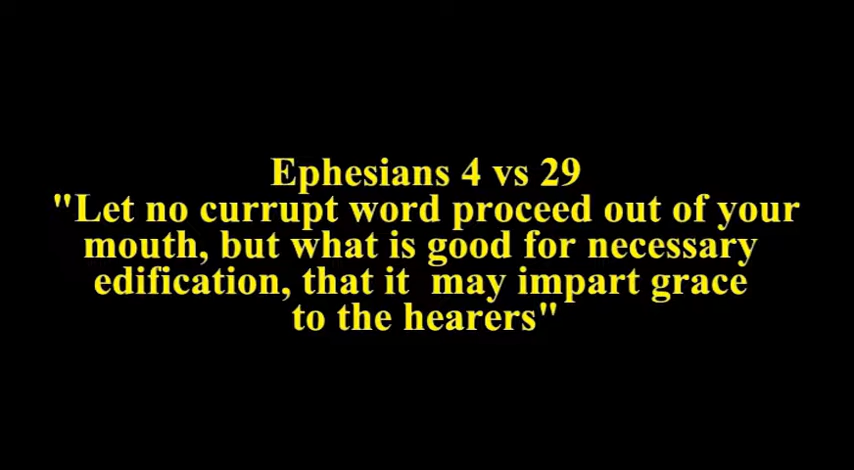 Ephesians 4 vs 29
"Let no currupt word proceed out of your
mouth, but what is good for necessary
edification, that it  may impart grace
to the hearers"